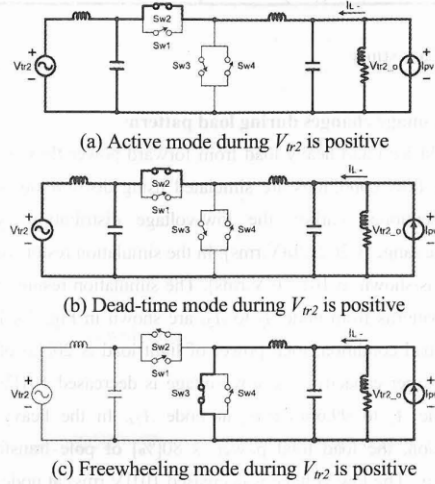 Sw2
IL -
Sw1
Vtr2
Sw3
Sw4
Vtr2_o
Ipv
(a) Active mode during Vtr2 is positive
Sw2
IL -
Sw1
Vtr2
Sw3
Sw4
Vtr2_o
Ipv
(b) Dead-time mode during Vtr2 is positive
Sw2
IL -
Sw1
Vtr2
Sw3
Sw4
Vtr2_o
Ipv
(c) Freewheeling mode during Vtr2 is positive